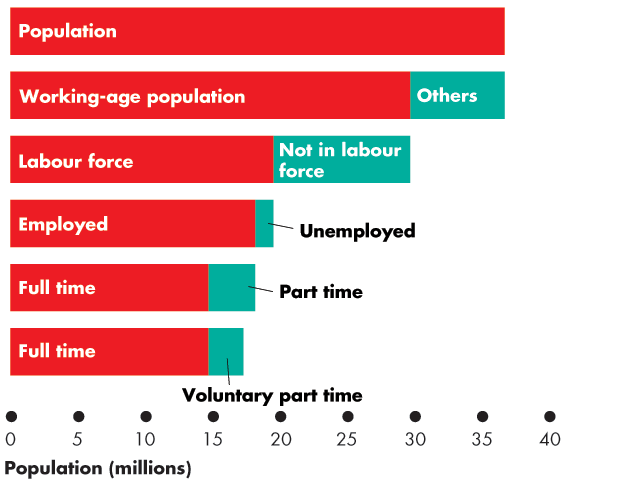 Population
Working-age population
Others
Labour force
Not in labour
force
Employed
Unemployed
Full time
Part time
Full time
Voluntary part time
0 5 10 15 20 25 30 35 40
Population (millions)